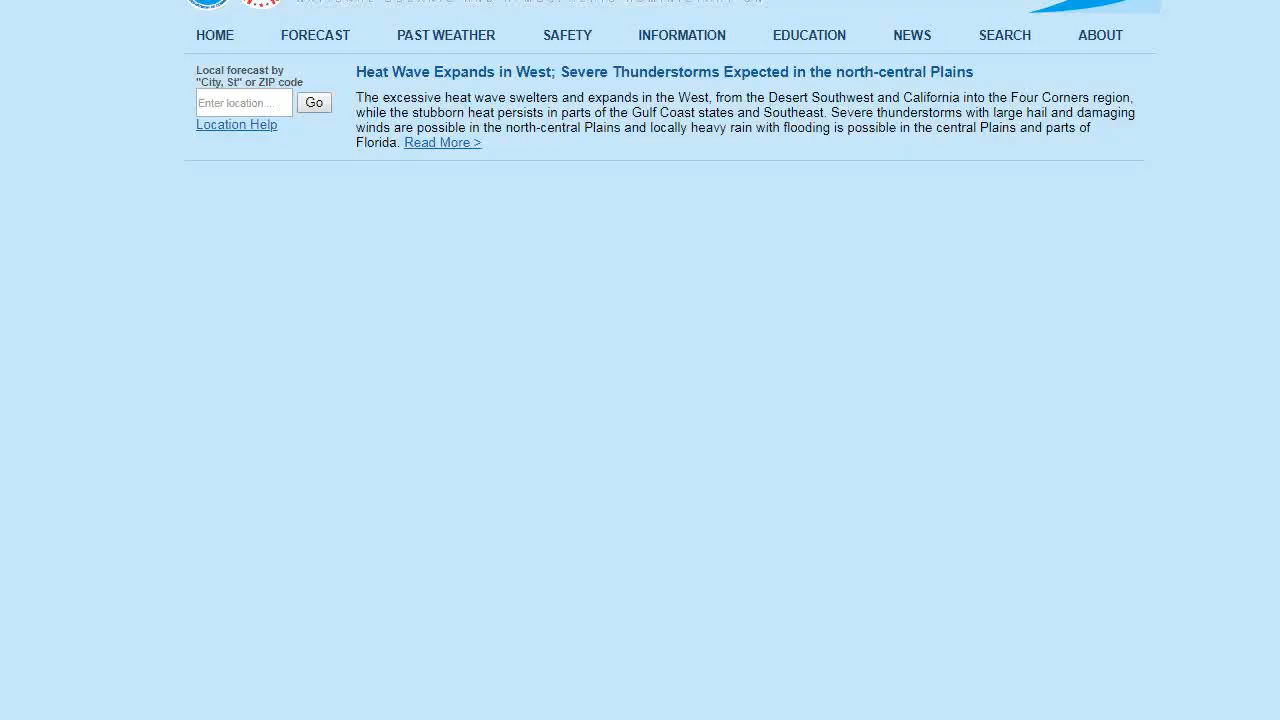 HOME FORECAST PAST WEATHER SAFETY INFORMATION EDUCATION NEWS SEARCH ABOUT
Local forecast by
"City, St" or ZIP code
Enter location ...
Go
Location Help
Heat Wave Expands in West; Severe Thunderstorms Expected in the north-central Plains
The excessive heat wave swelters and expands in the West, from the Desert Southwest and California into the Four Corners region,
while the stubborn heat persists in parts of the Gulf Coast states and Southeast. Severe thunderstorms with large hail and damaging
winds are possible in the north-central Plains and locally heavy rain with flooding is possible in the central Plains and parts of
Florida. Read More >